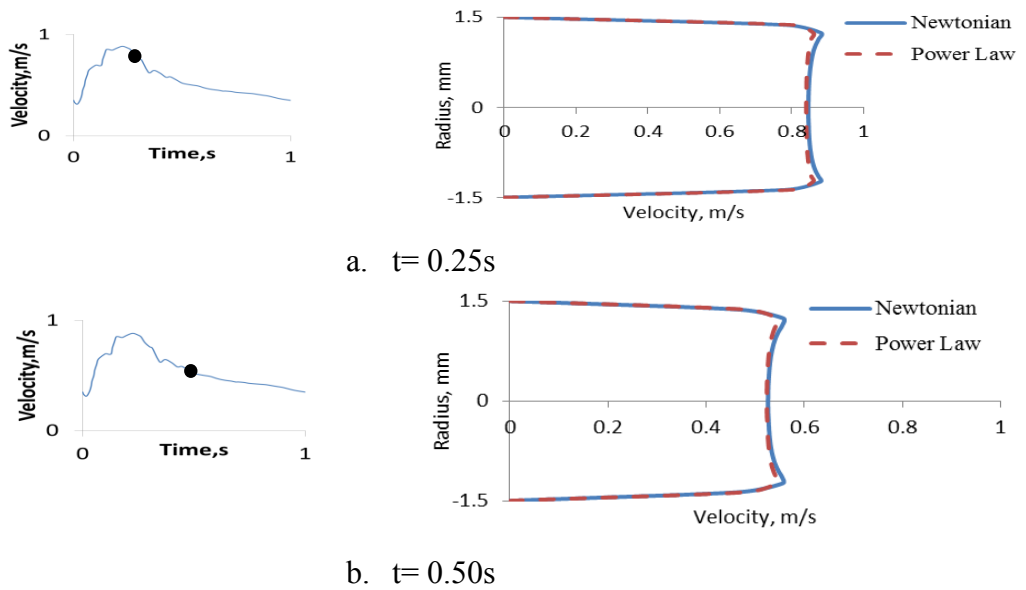 Velocity,m/s
1
0
0
Time,s
1
Radius, mm
1.5
0
-1.5
0
0.2
0.4
0.6
0.8
1
Velocity, m/s
Newtonian
Power Law
a. t= 0.25s
Velocity,m/s
1
0
0
Time,s
1
Radius, mm
1.5
0
-1.5
0
0.2
0.4
0.6
0.8
1
Velocity, m/s
Newtonian
Power Law
b. t= 0.50s